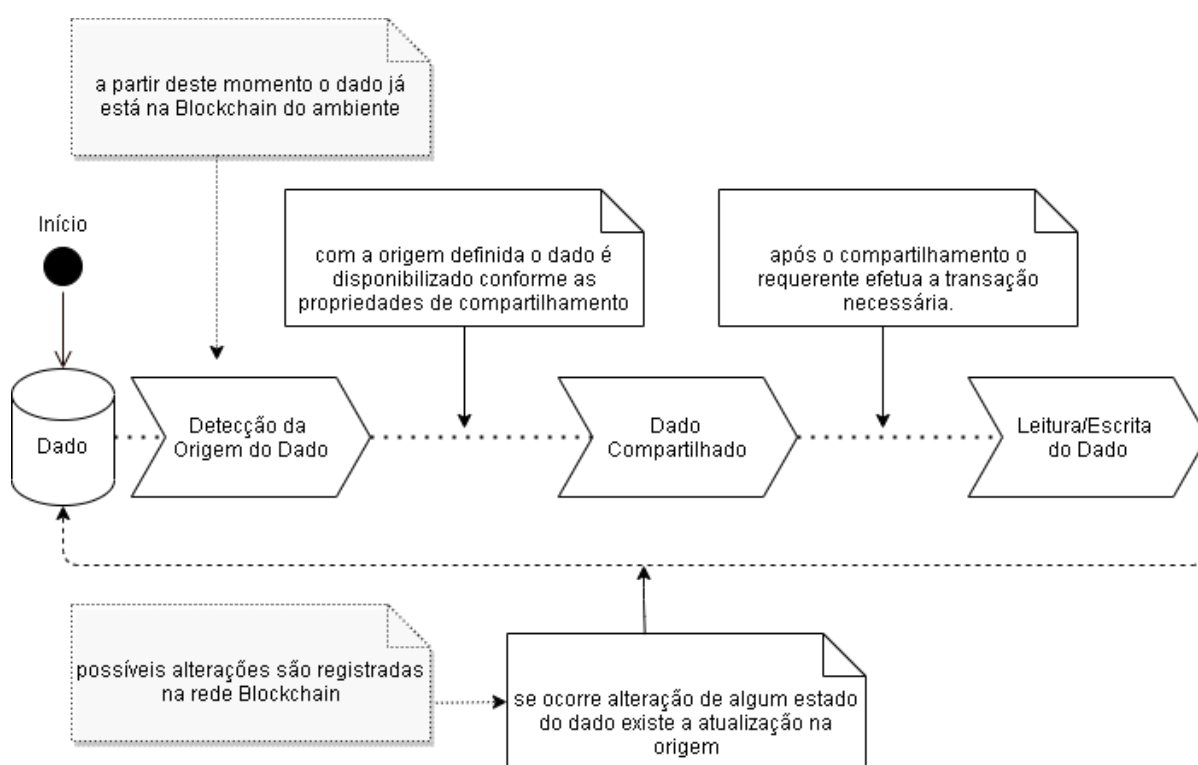 a partir deste momento o dado já
está na Blockchain do ambiente
Início
com a origem definida o dado é
disponibilizado conforme as
propriedades de compartilhamento
após o compartilhamento o
requerente efetua a transação
necessária.
Dado
Detecção da
Origem do Dado
Dado
Compartilhado
Leitura/Escrita
do Dado
possíveis alterações são registradas
na rede Blockchain
se ocorre alteração de algum estado
do dado existe a atualização na
origem